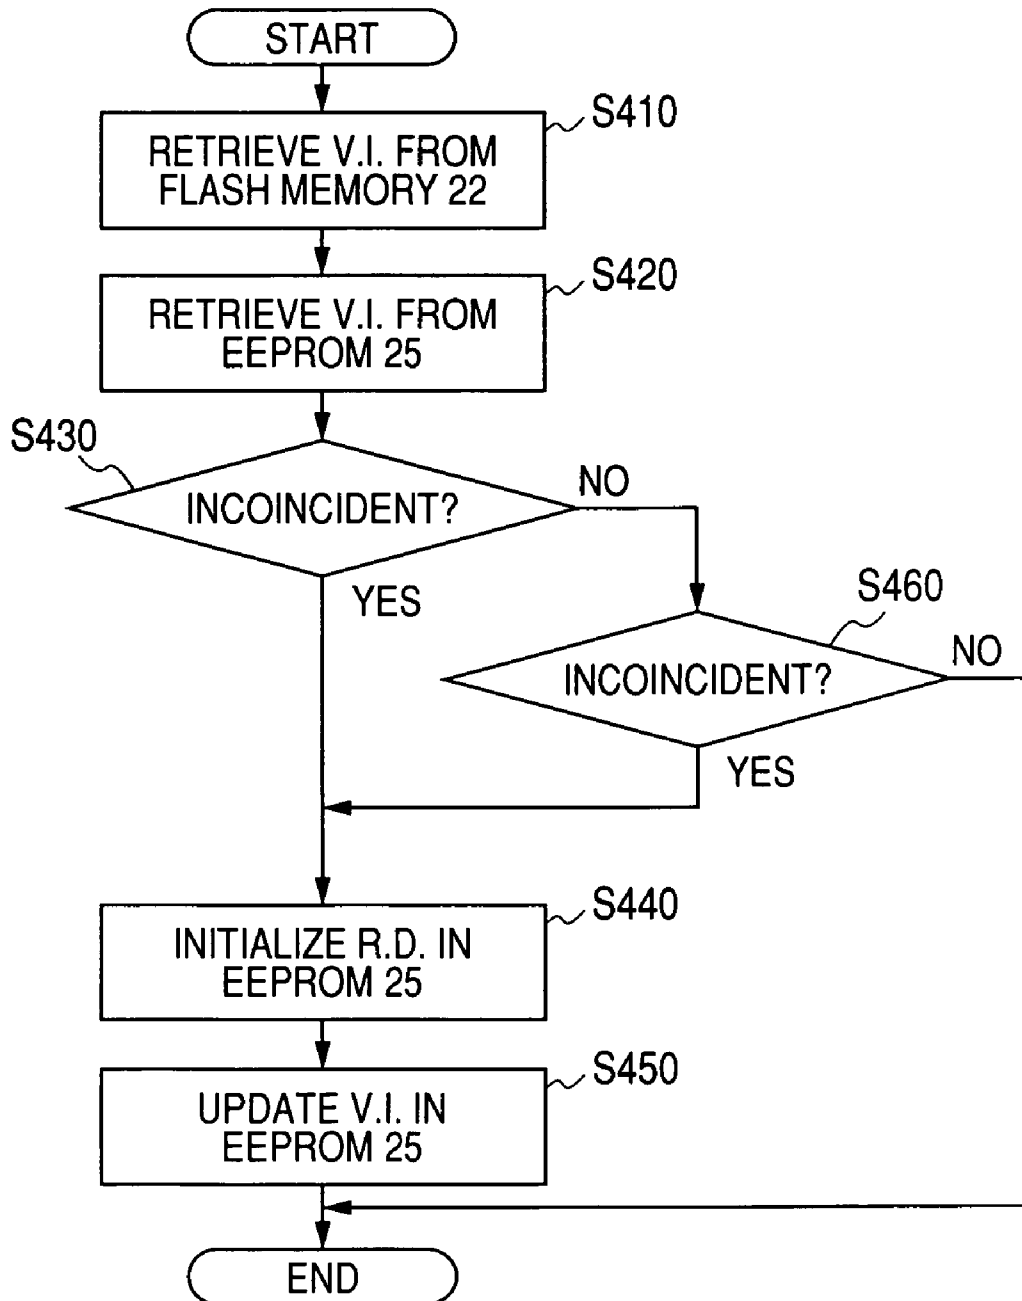 START
S410
RETRIEVE V.I. FROM
FLASH MEMORY 22
S420
RETRIEVE V.I. FROM
EEPROM 25
S430
INCOINCIDENT?
NO
YES
S460
INCOINCIDENT?
NO
YES
S440
INITIALIZE R.D. IN
EEPROM 25
S450
UPDATE V.I. IN
EEPROM 25
END